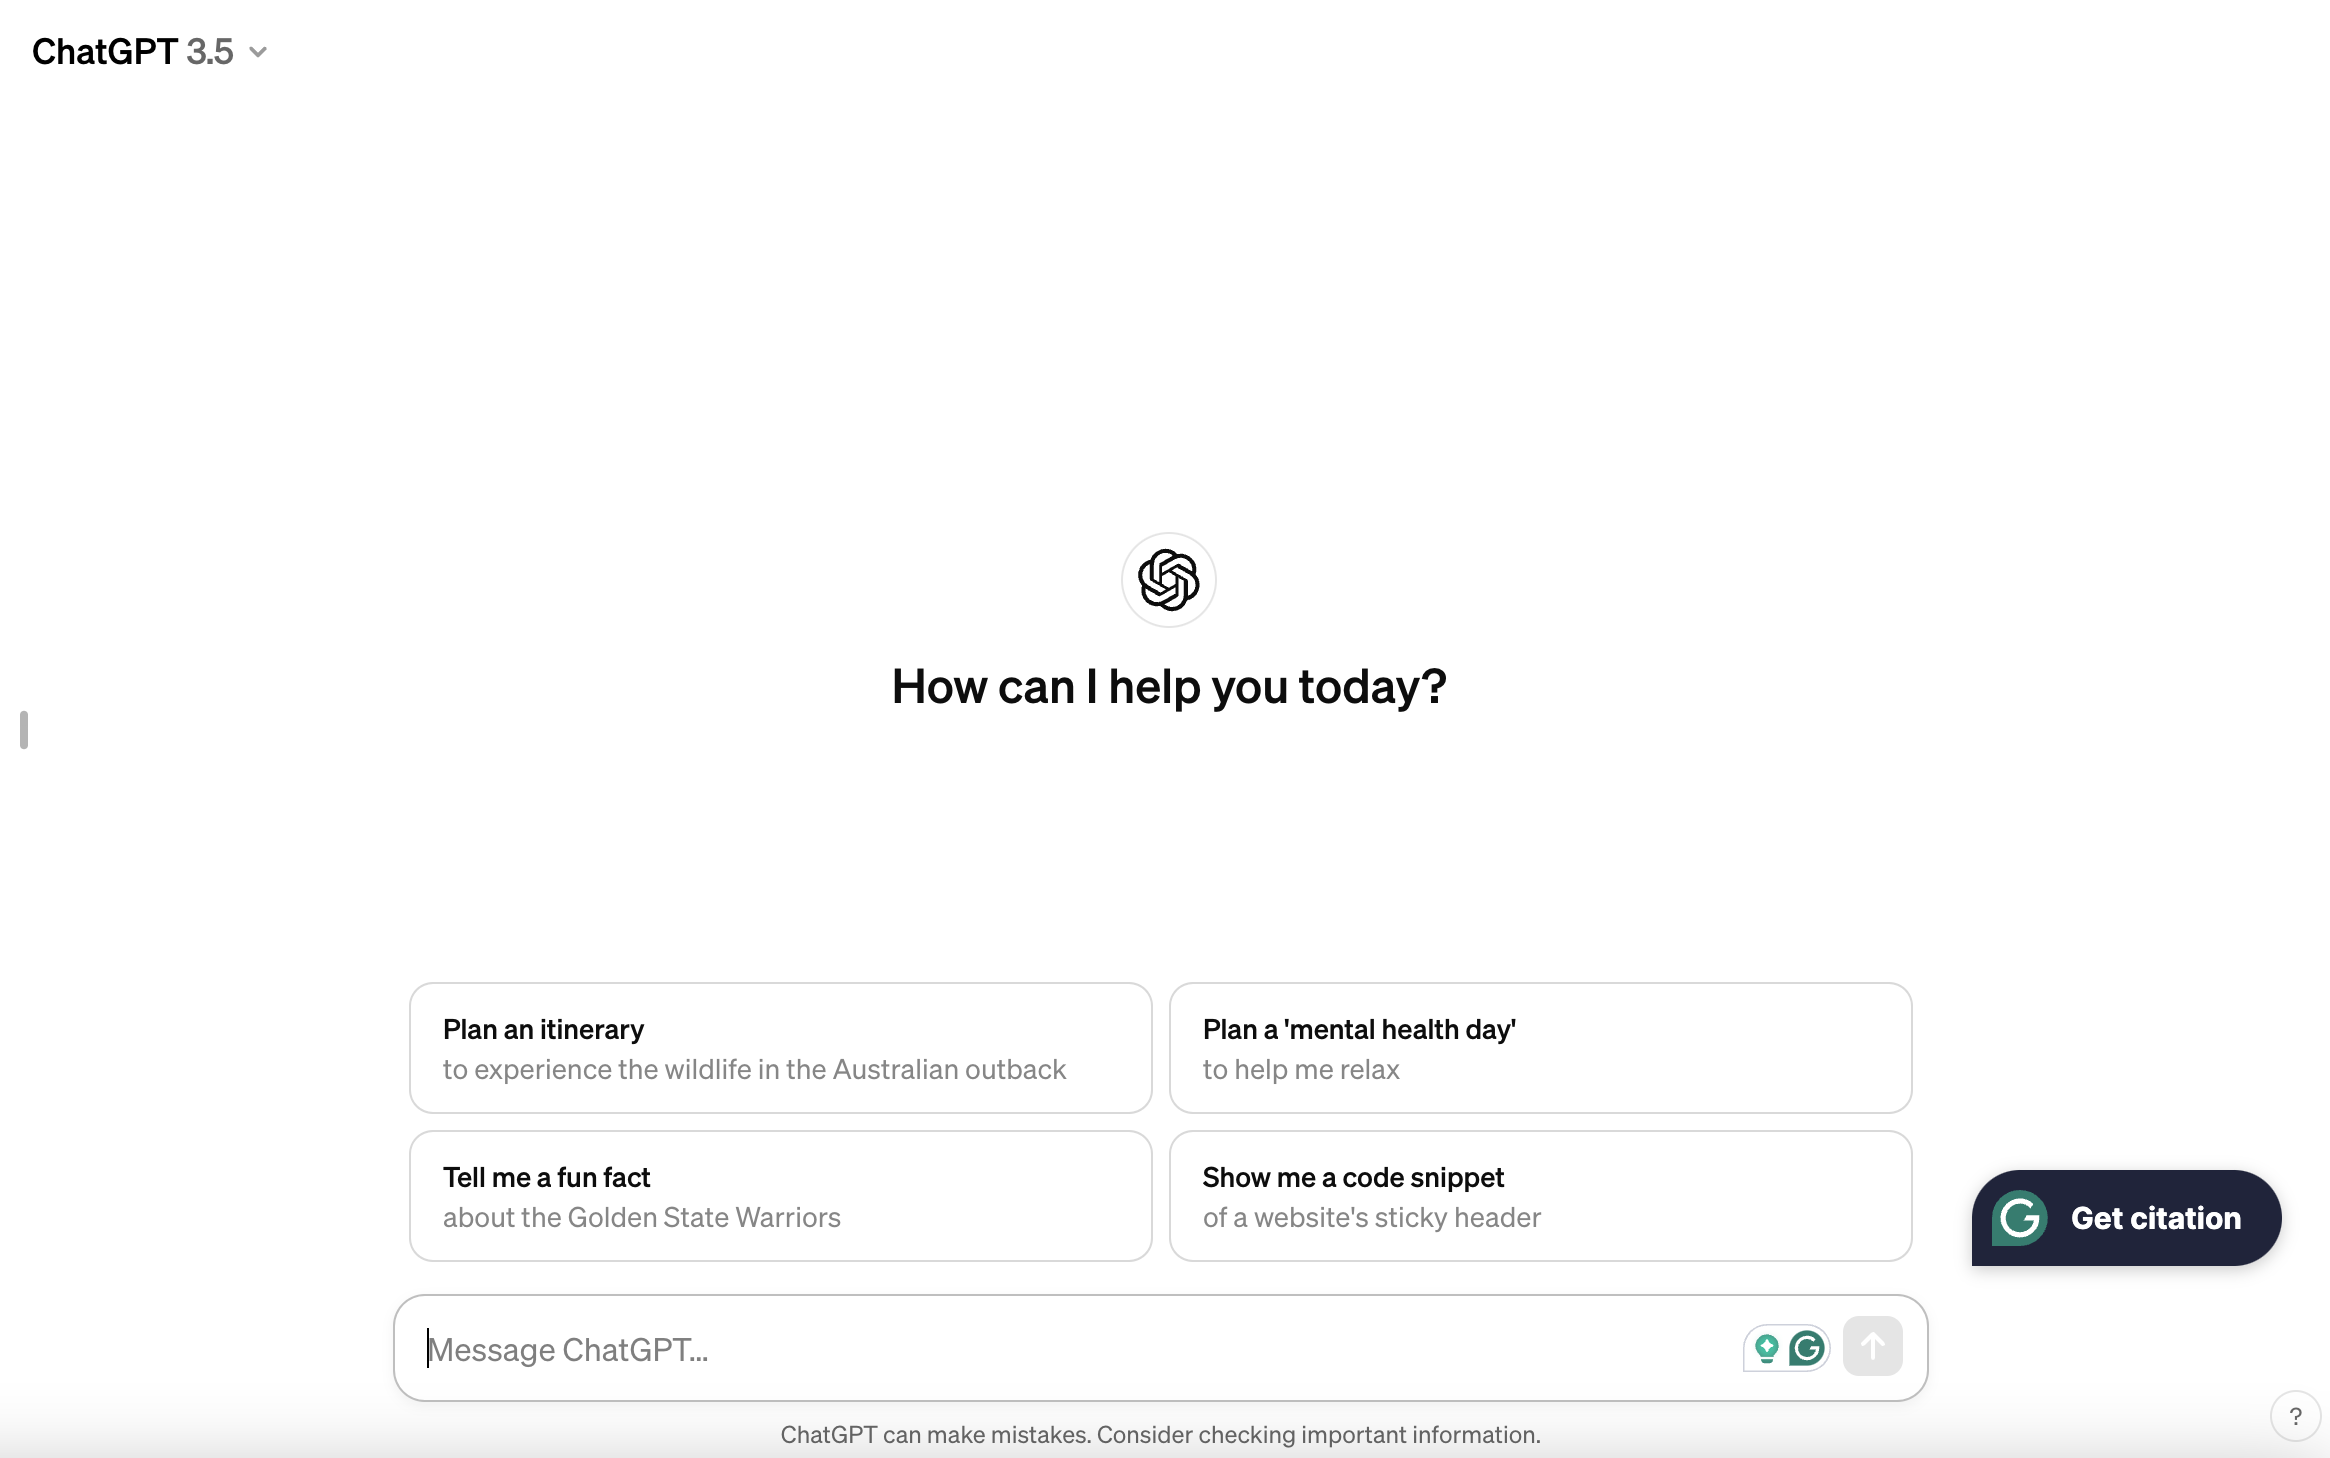 ChatGPT 3.5
How can I help you today?
Plan an itinerary
to experience the wildlife in the Australian outback
Plan a 'mental health day'
to help me relax
Tell me a fun fact
about the Golden State Warriors
Show me a code snippet
of a website's sticky header
Get citation
Message ChatGPT...
ChatGPT can make mistakes. Consider checking important information.
?